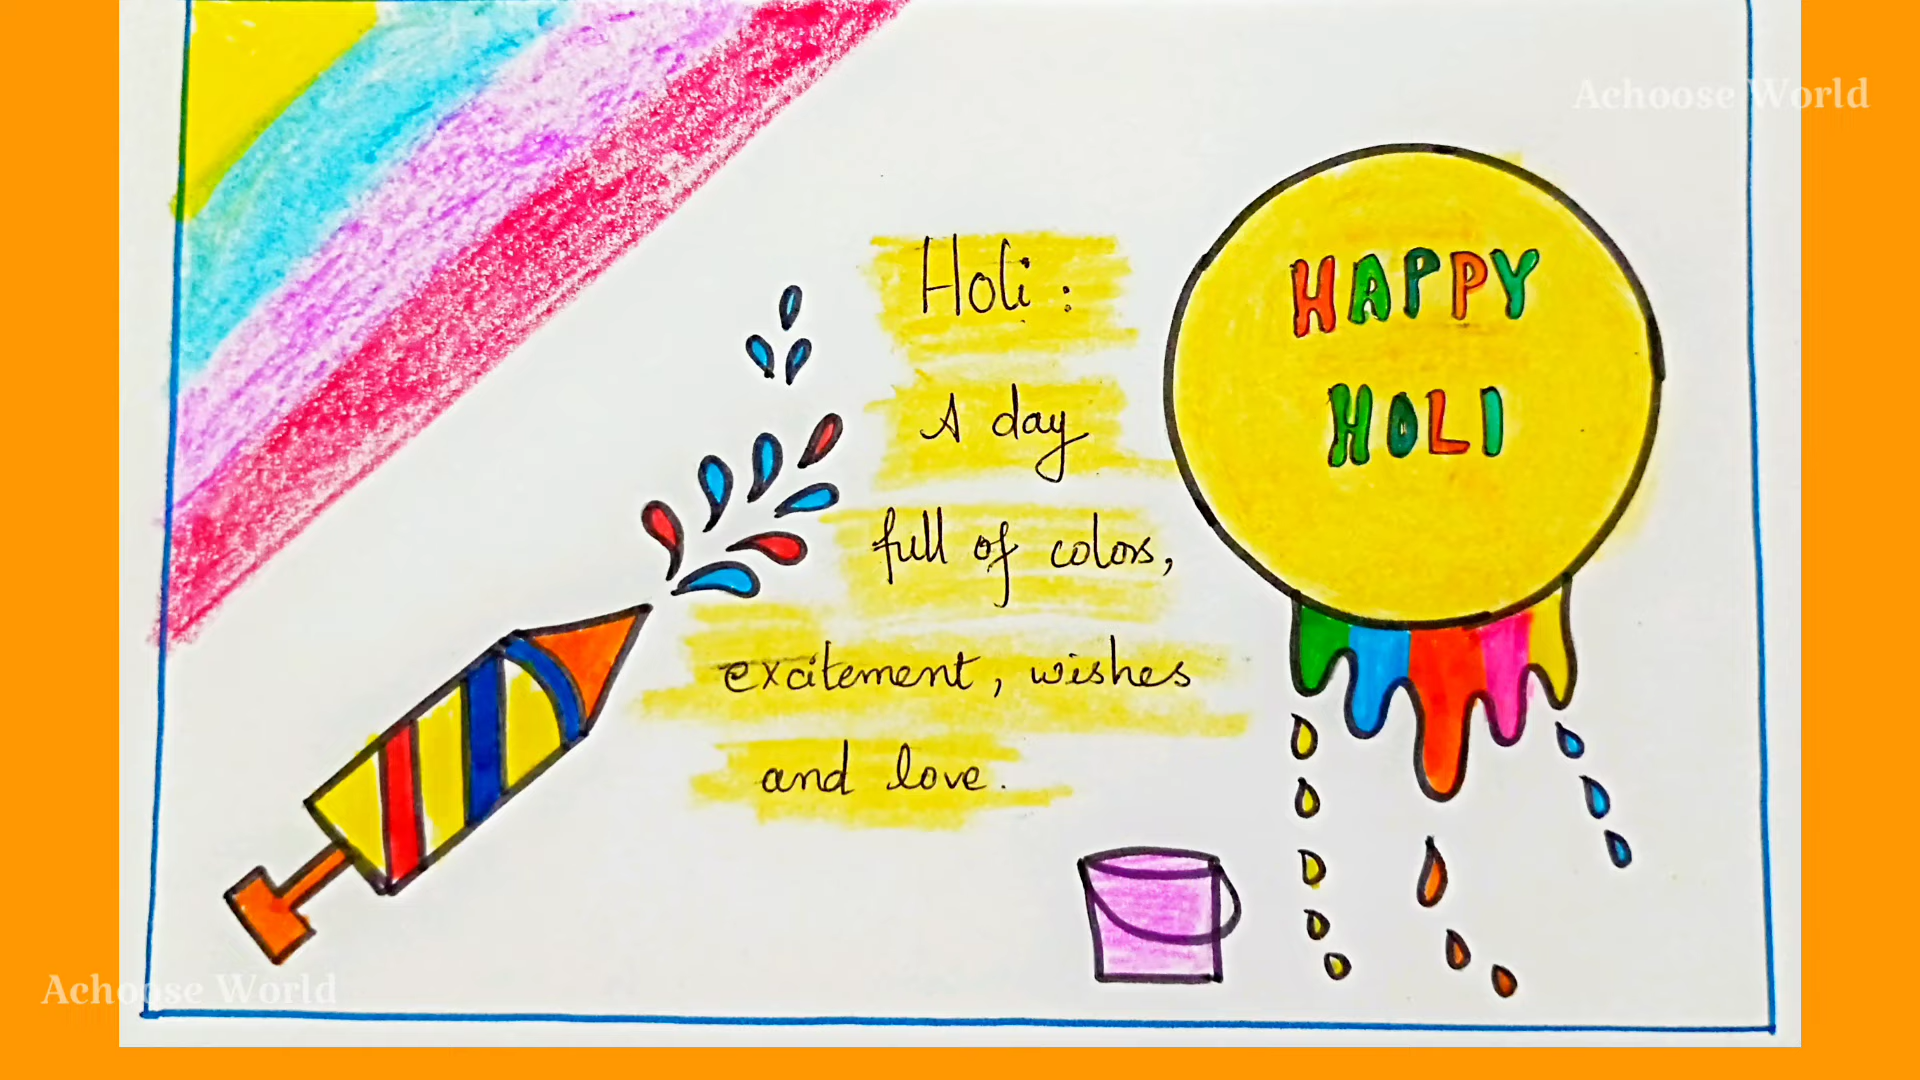 Achoose World
HAPPY
HOLI
Holi :
A day
full of colors,
excitement, wishes
and love.
Achoose World